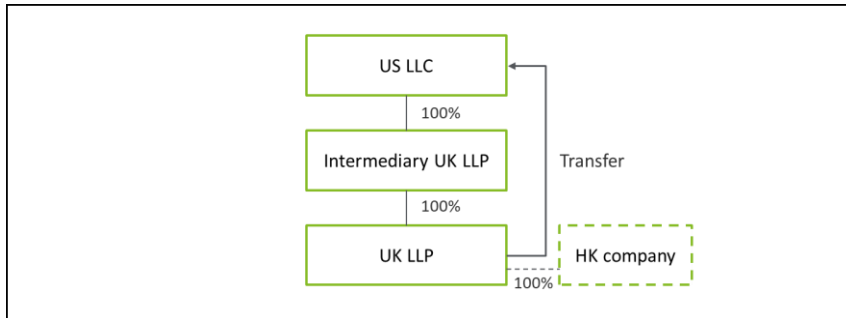 US LLC
100%
Intermediary UK LLP
Transfer
100%
UK LLP
HK company
100%